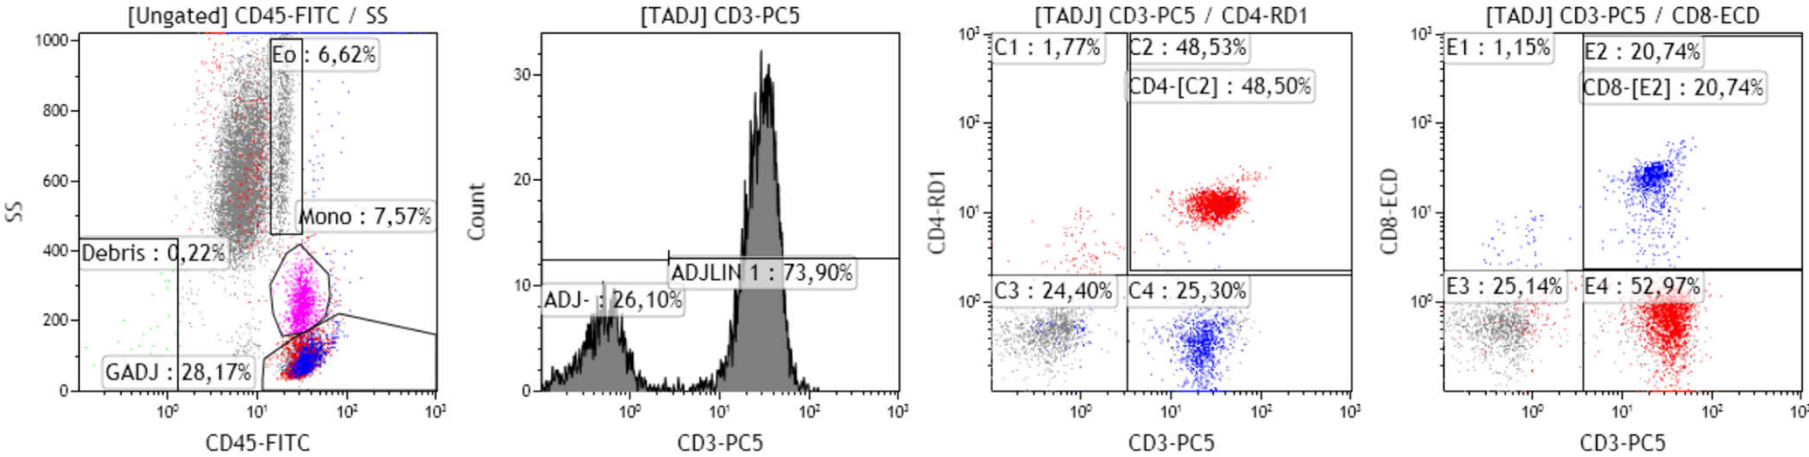 [Ungated] CD45-FITC / SS
1000
800
600
400
200
0
SS
Eo : 6,62%
Mono : 7,57%
Debris : 0,22%
GADJ : 28,17%
10⁰ 10¹ 10² 10³
CD45-FITC
[TADJ] CD3-PC5
30
20
10
0
Count
ADJLIN 1 : 73,90%
ADJ- : 26,10%
10⁰ 10¹ 10² 10³
CD3-PC5
[TADJ] CD3-PC5 / CD4-RD1
10³
10²
10¹
10⁰
CD4-RD1
C1 : 1,77%
C2 : 48,53%
CD4-[C2] : 48,50%
C3 : 24,40%
C4 : 25,30%
10⁰ 10¹ 10² 10³
CD3-PC5
[TADJ] CD3-PC5 / CD8-ECD
10³
10²
10¹
10⁰
CD8-ECD
E1 : 1,15%
E2 : 20,74%
CD8-[E2] : 20,74%
E3 : 25,14%
E4 : 52,97%
10⁰ 10¹ 10² 10³
CD3-PC5